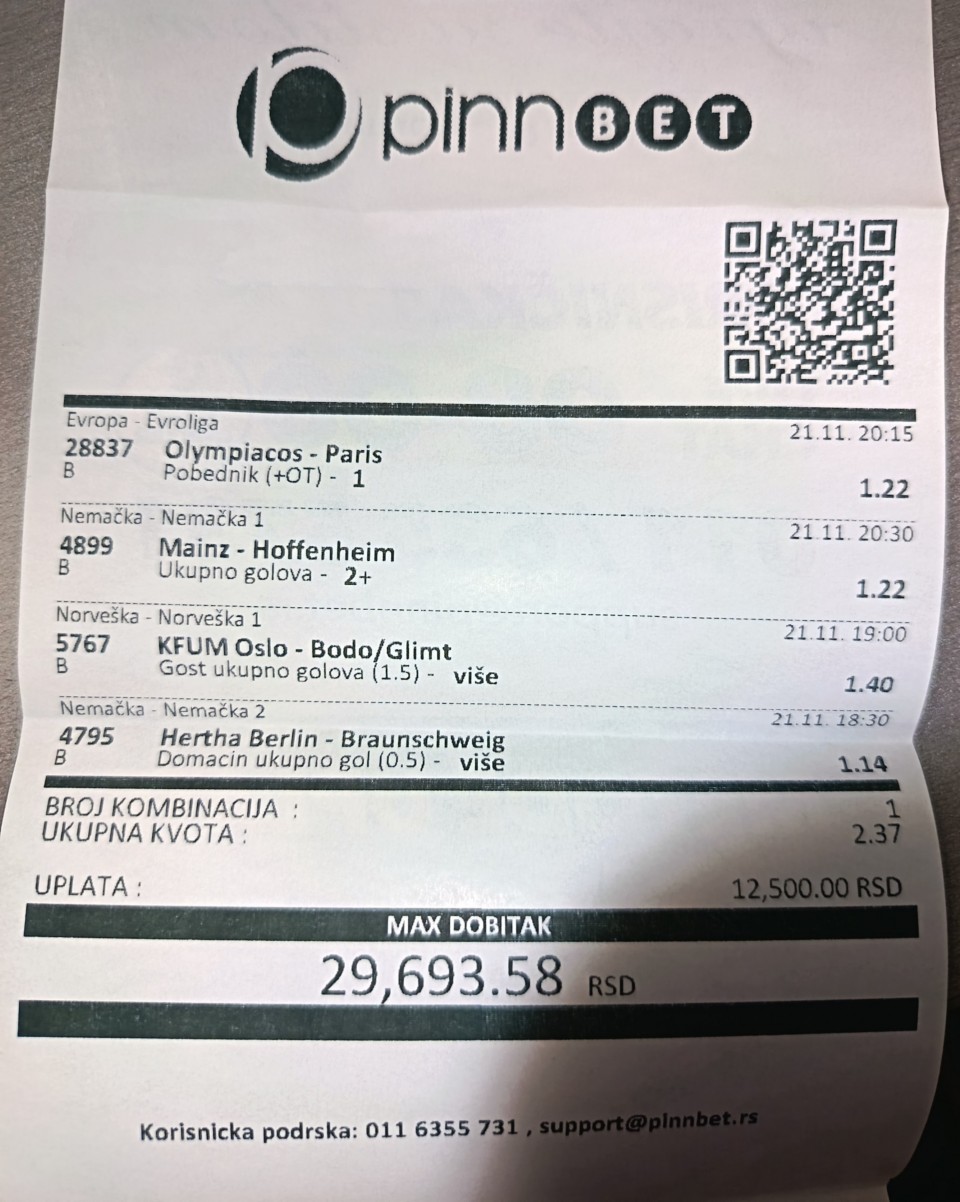 pinnBET
Evropa - Evroliga 21.11. 20:15
28837 Olympiacos - Paris
B Pobednik (+OT) - 1 1.22
Nemačka - Nemačka 1 21.11. 20:30
4899 Mainz - Hoffenheim
B Ukupno golova - 2+ 1.22
Norveška - Norveška 1 21.11. 19:00
5767 KFUM Oslo - Bodo/Glimt
B Gost ukupno golova (1.5) - više 1.40
Nemačka - Nemačka 2 21.11. 18:30
4795 Hertha Berlin - Braunschweig
B Domacin ukupno gol (0.5) - više 1.14
BROJ KOMBINACIJA : 1
UKUPNA KVOTA : 2.37
UPLATA : 12,500.00 RSD
MAX DOBITAK
29,693.58 RSD
Korisnicka podrska: 011 6355 731 , support@pinnbet.rs